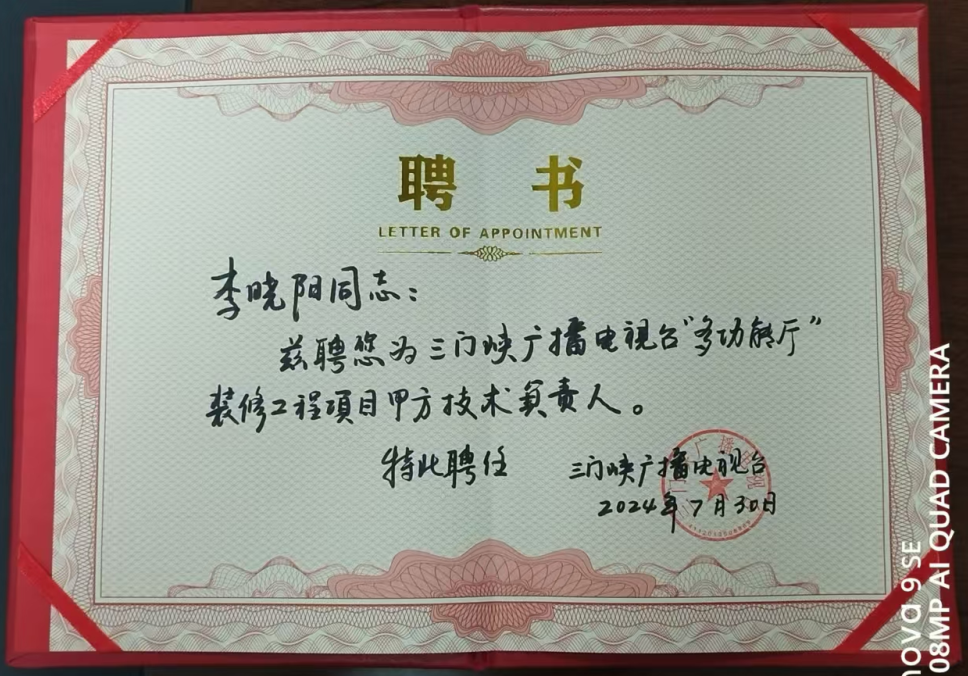 聘 书
LETTER OF APPOINTMENT
李晓阳同志：
兹聘您为三门峡广播电视台“多功能厅”
装修工程项目甲方技术负责人。
特此聘任
三门峡广播电视台
2024年7月30日
nova 9 SE
08MP AI QUAD CAMERA